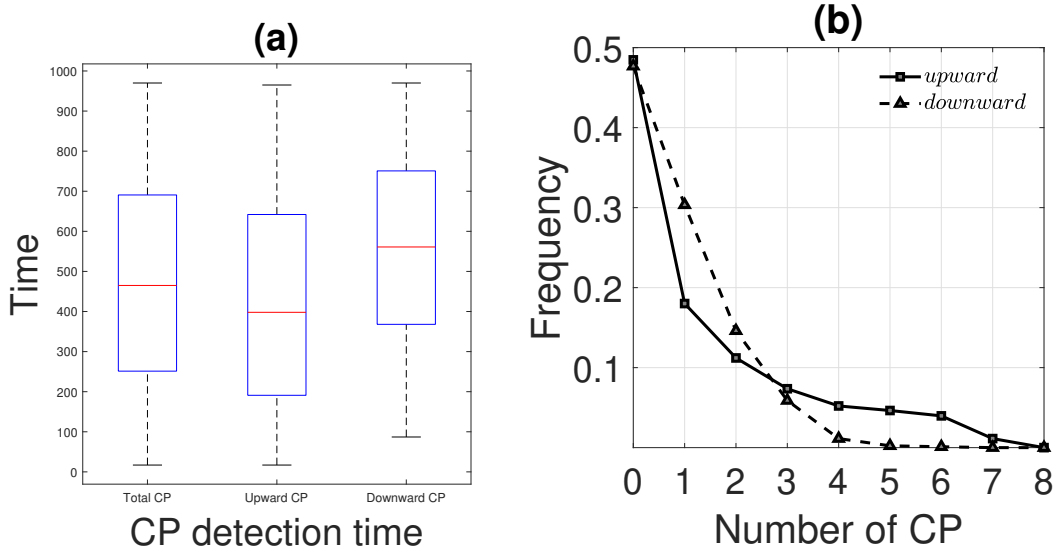 (a)
1000
900
800
700
600
500
400
300
200
100
0
Time
Total CP
Upward CP
Downward CP
CP detection time
(b)
0.5
0.4
0.3
0.2
0.1
Frequency
upward
downward
0 1 2 3 4 5 6 7 8
Number of CP